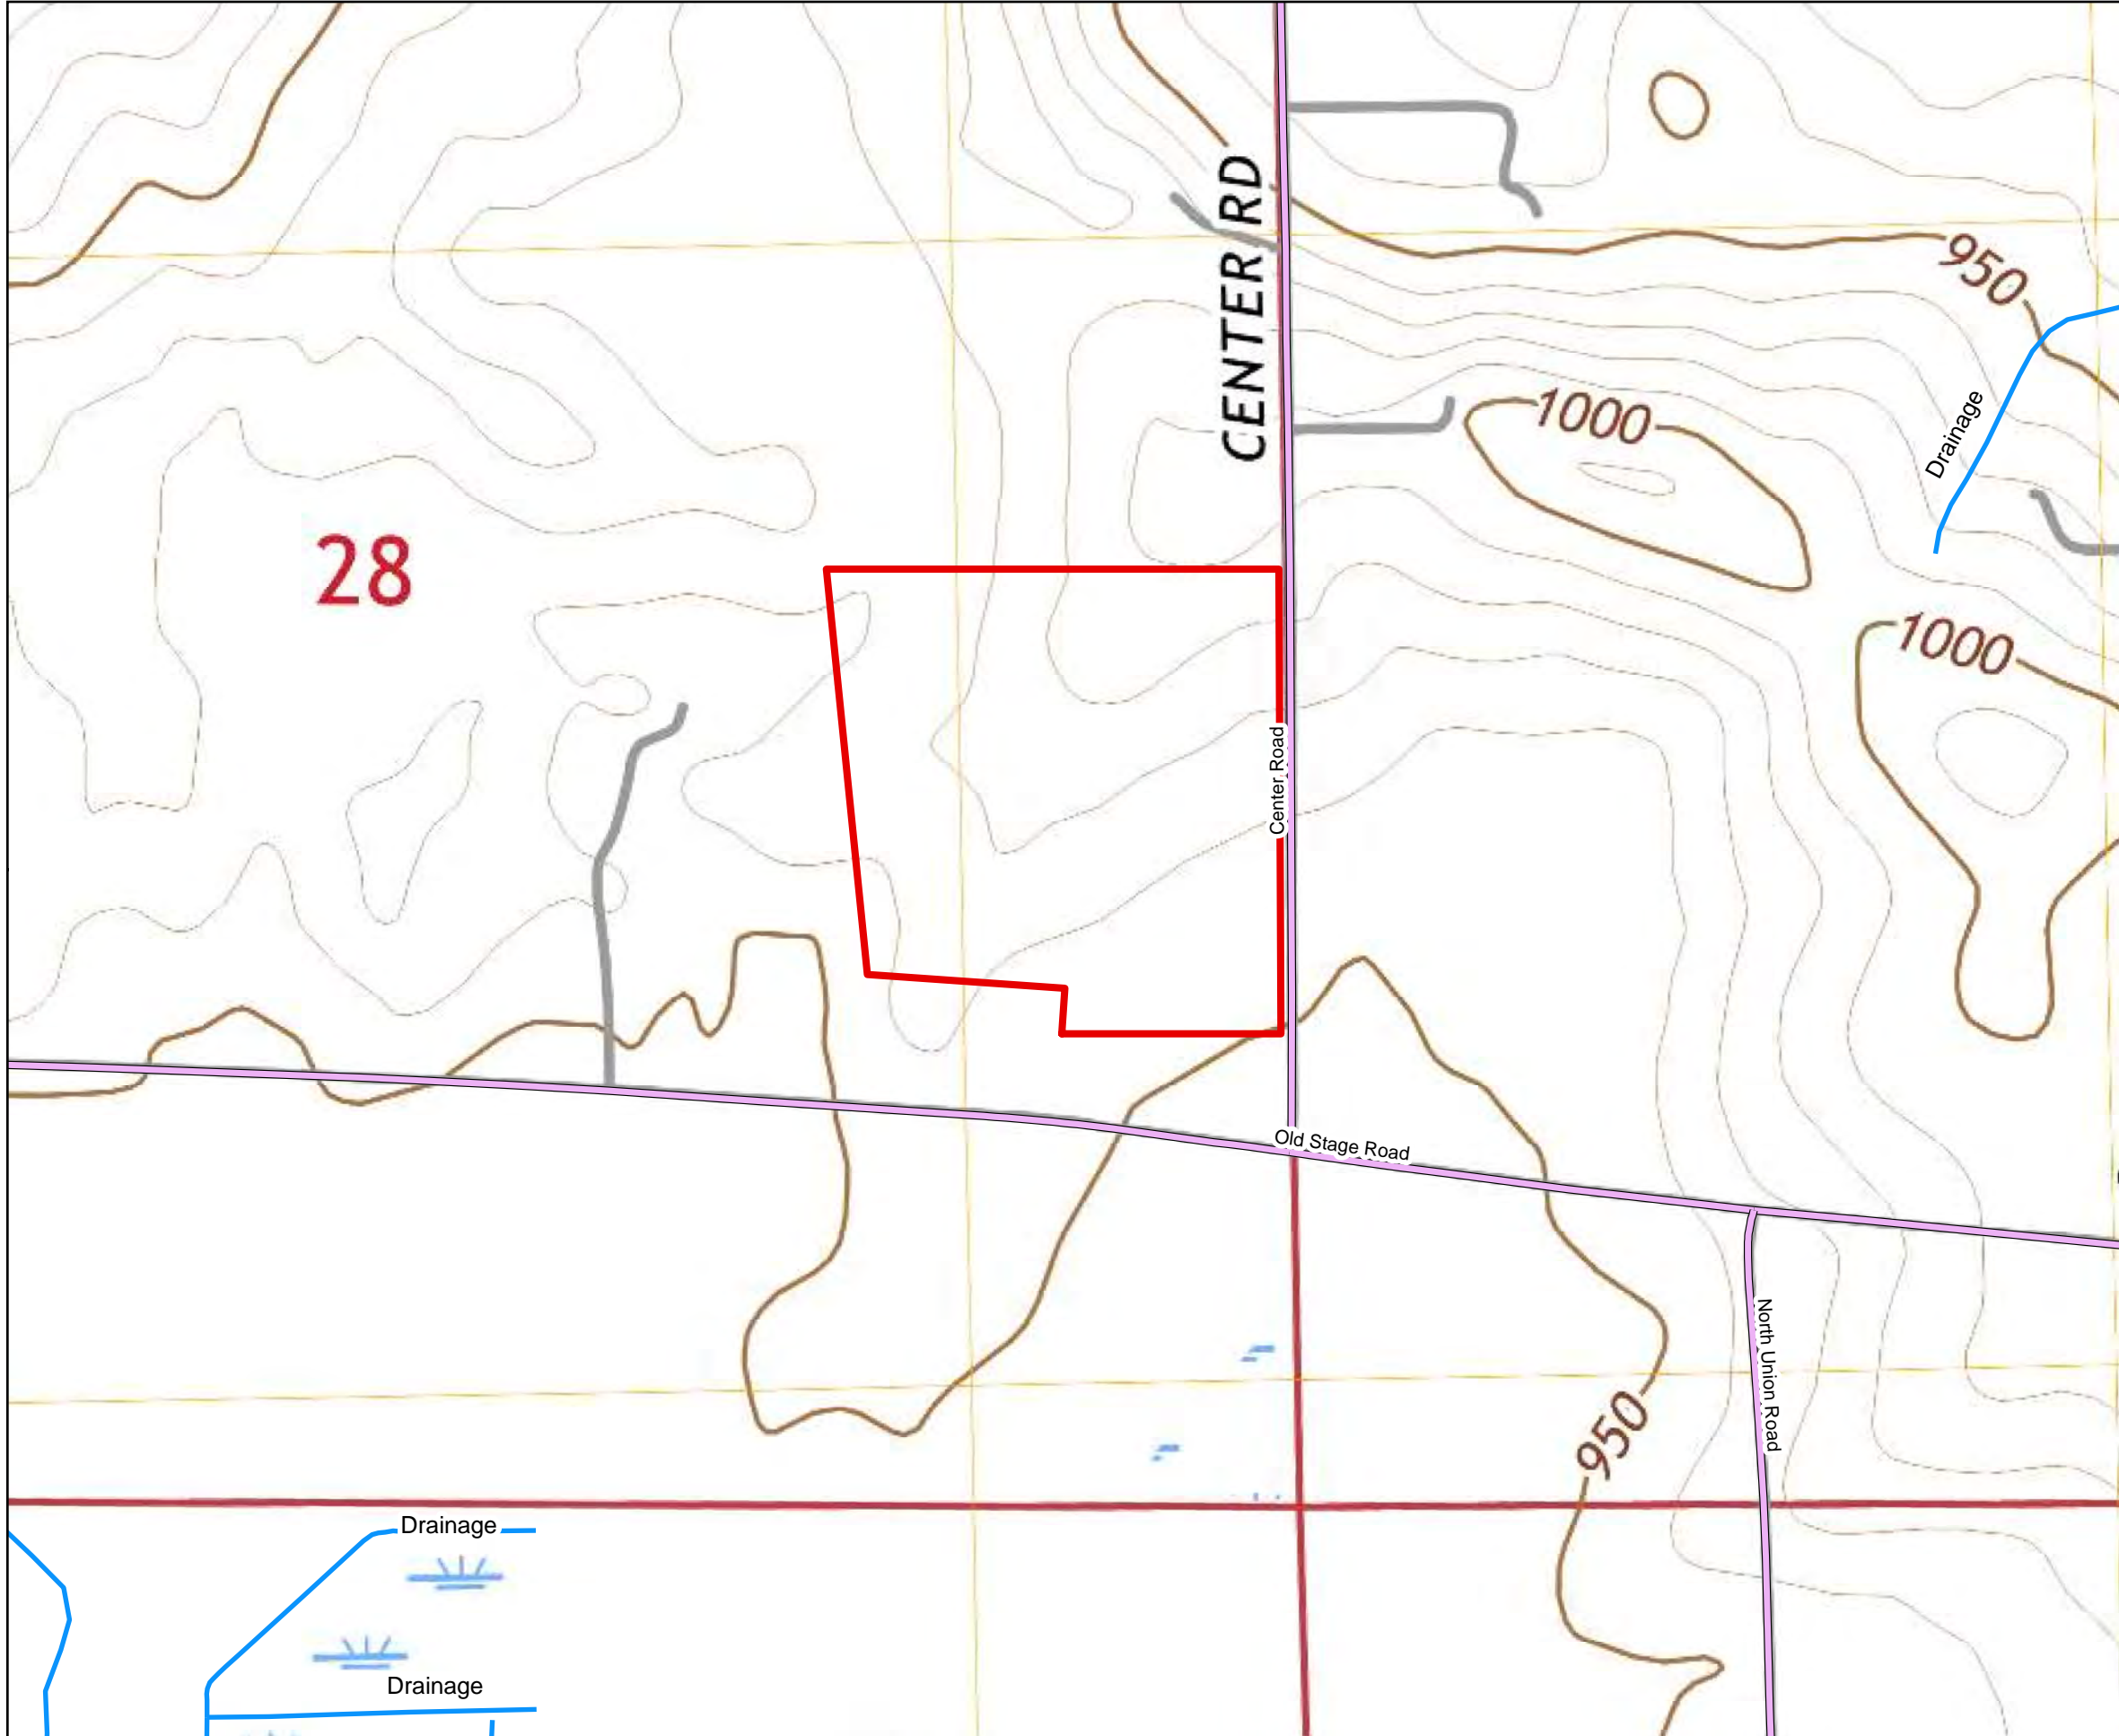 CENTER RD
950
1000
Drainage
28
1000
Center Road
Old Stage Road
North Union Road
950
Drainage
Drainage